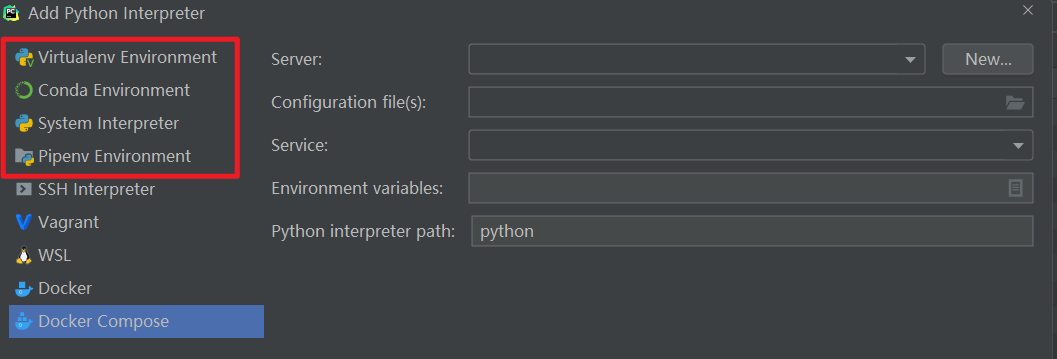 Add Python Interpreter
Virtualenv Environment
Conda Environment
System Interpreter
Pipenv Environment
SSH Interpreter
Vagrant
WSL
Docker
Docker Compose
Server:
New...
Configuration file(s):
Service:
Environment variables:
Python interpreter path:
python